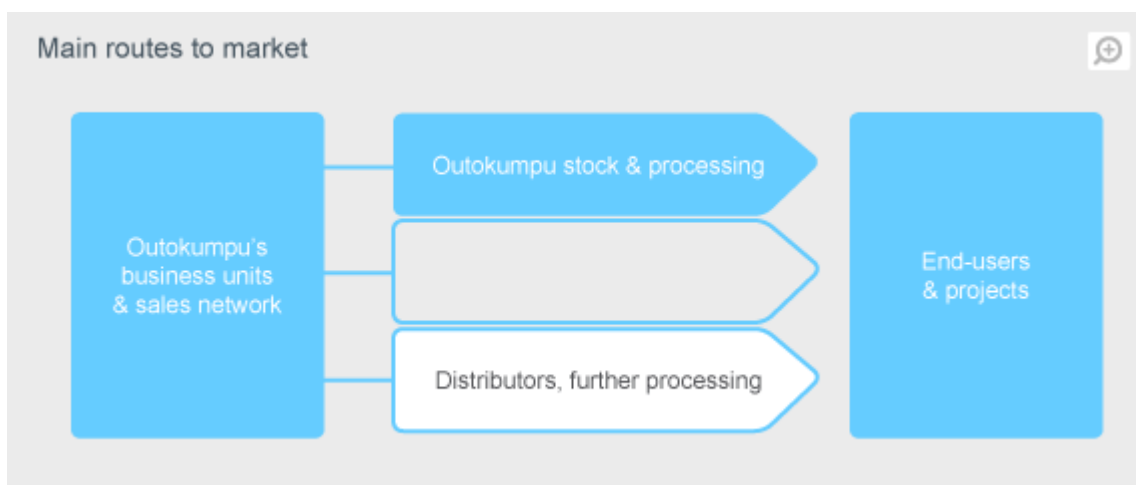 Main routes to market
Outokumpu's
business units
& sales network
Outokumpu stock & processing
Distributors, further processing
End-users
& projects